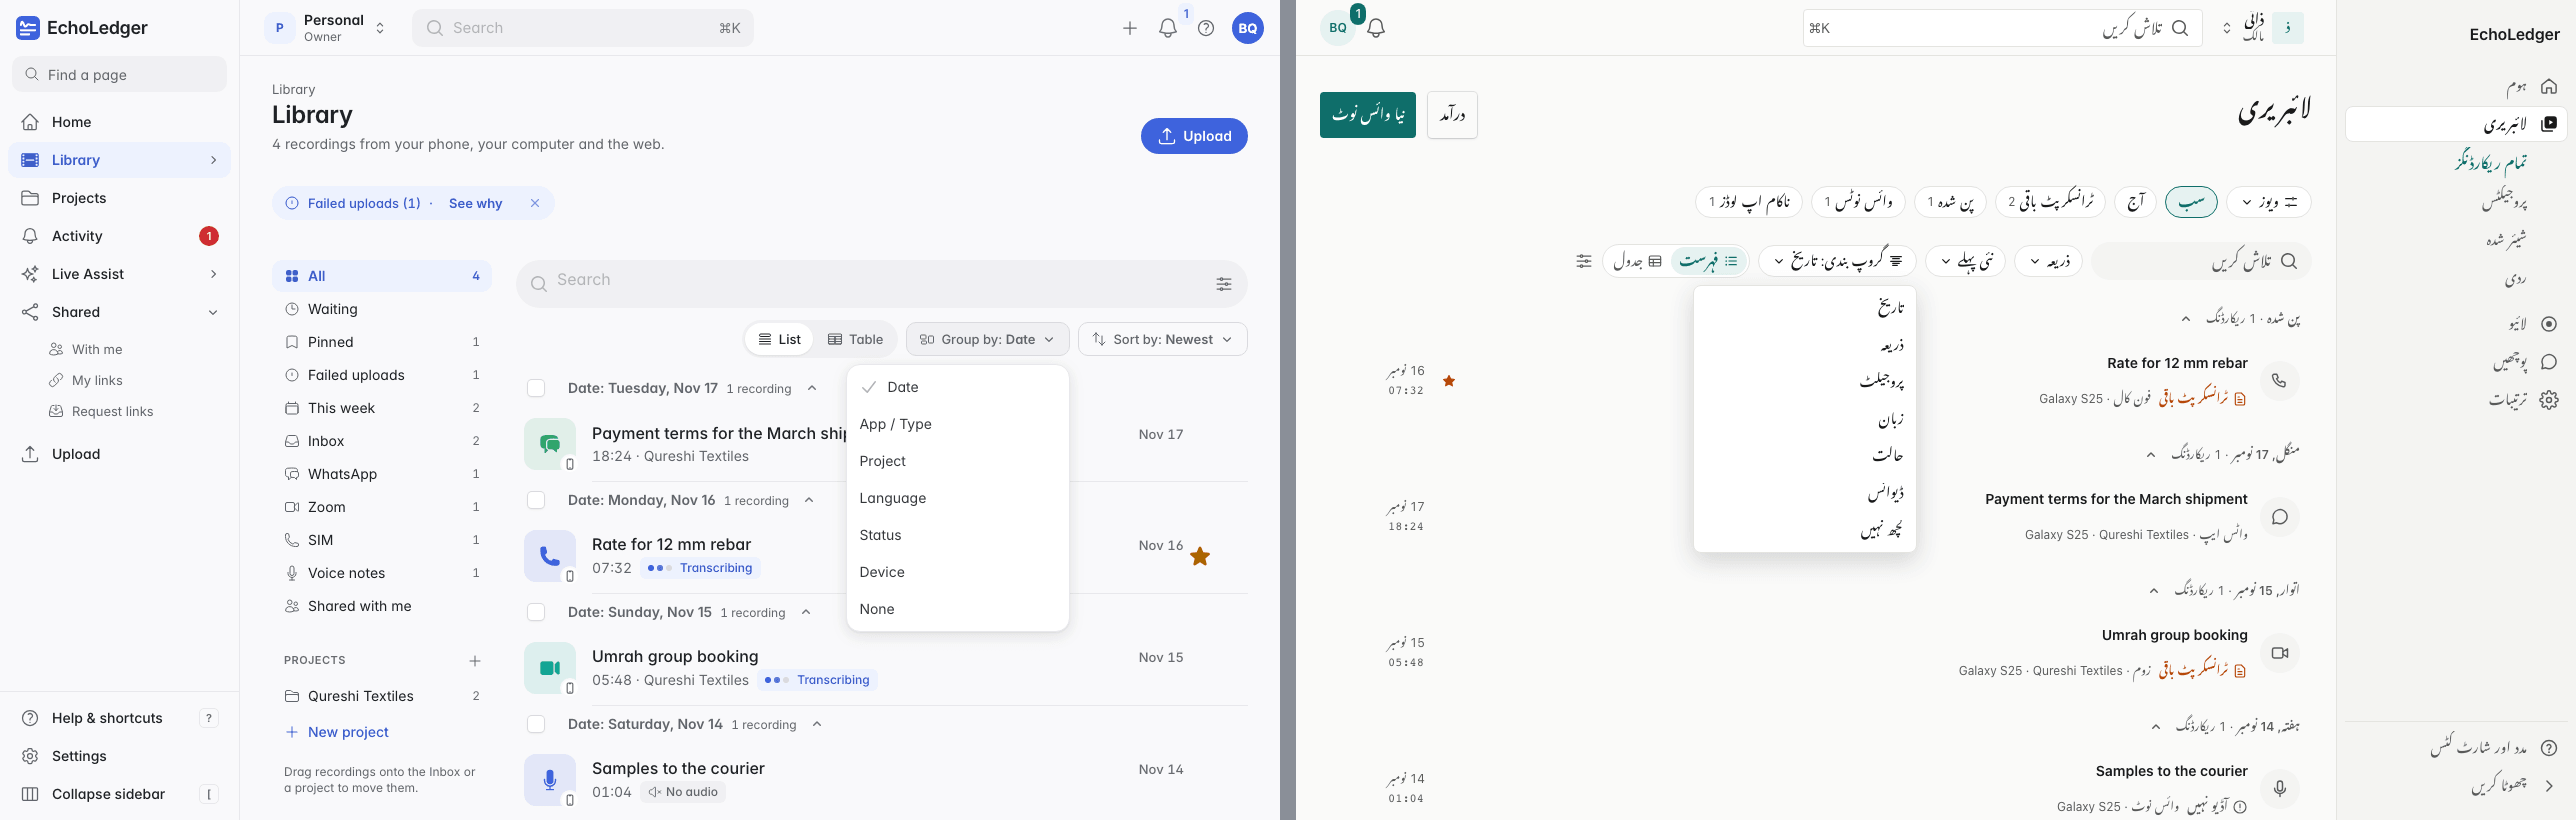 EchoLedger
Find a page
Home
Library
Projects
Activity 1
Live Assist
Shared
With me
My links
Request links
Upload
Help & shortcuts ?
Settings
Collapse sidebar [
P Personal
Owner
Search ⌘K
1
BQ
Library
Library
4 recordings from your phone, your computer and the web.
Upload
Failed uploads (1) · See why
All 4
Waiting
Pinned 1
Failed uploads 1
This week 2
Inbox 2
WhatsApp 1
Zoom 1
SIM 1
Voice notes 1
Shared with me
PROJECTS
Qureshi Textiles 2
New project
Drag recordings onto the Inbox or
a project to move them.
Search
List Table Group by: Date Sort by: Newest
Date
App / Type
Project
Language
Status
Device
None
Date: Tuesday, Nov 17 1 recording
Payment terms for the March ship
Nov 17
18:24 · Qureshi Textiles
Date: Monday, Nov 16 1 recording
Rate for 12 mm rebar
Nov 16
07:32 Transcribing
Date: Sunday, Nov 15 1 recording
Umrah group booking
Nov 15
05:48 · Qureshi Textiles Transcribing
Date: Saturday, Nov 14 1 recording
Samples to the courier
Nov 14
01:04 No audio
EchoLedger
ہوم
لائبریری
تمام ریکارڈنگز
پروجیکٹس
شیئر شدہ
ردی
لائیو
پوچھیں
ترتیبات
مدد اور شارٹ کٹس
چھوٹا کریں
ذ ذاتی
مالک
تلاش کریں ⌘K
1
BQ
لائبریری
درآمد
نیا وائس نوٹ
ویوز سب آج ٹرانسکرپٹ باقی 2 پن شدہ 1 وائس نوٹس 1 ناکام اپ لوڈز 1
تلاش کریں ذریعہ نئی پہلے گروپ بندی: تاریخ فہرست جدول
تاریخ
ذریعہ
پروجیکٹ
زبان
حالت
ڈیوائس
کچھ نہیں
پن شدہ · 1 ریکارڈنگ
Rate for 12 mm rebar
16 نومبر
ٹرانسکرپٹ باقی فون کال · Galaxy S25
07:32
منگل, 17 نومبر · 1 ریکارڈنگ
Payment terms for the March shipment
17 نومبر
واٹس ایپ · Galaxy S25 · Qureshi Textiles
18:24
اتوار, 15 نومبر · 1 ریکارڈنگ
Umrah group booking
15 نومبر
ٹرانسکرپٹ باقی زوم · Galaxy S25 · Qureshi Textiles
05:48
ہفتہ, 14 نومبر · 1 ریکارڈنگ
Samples to the courier
14 نومبر
آڈیو نہیں وائس نوٹ · Galaxy S25
01:04